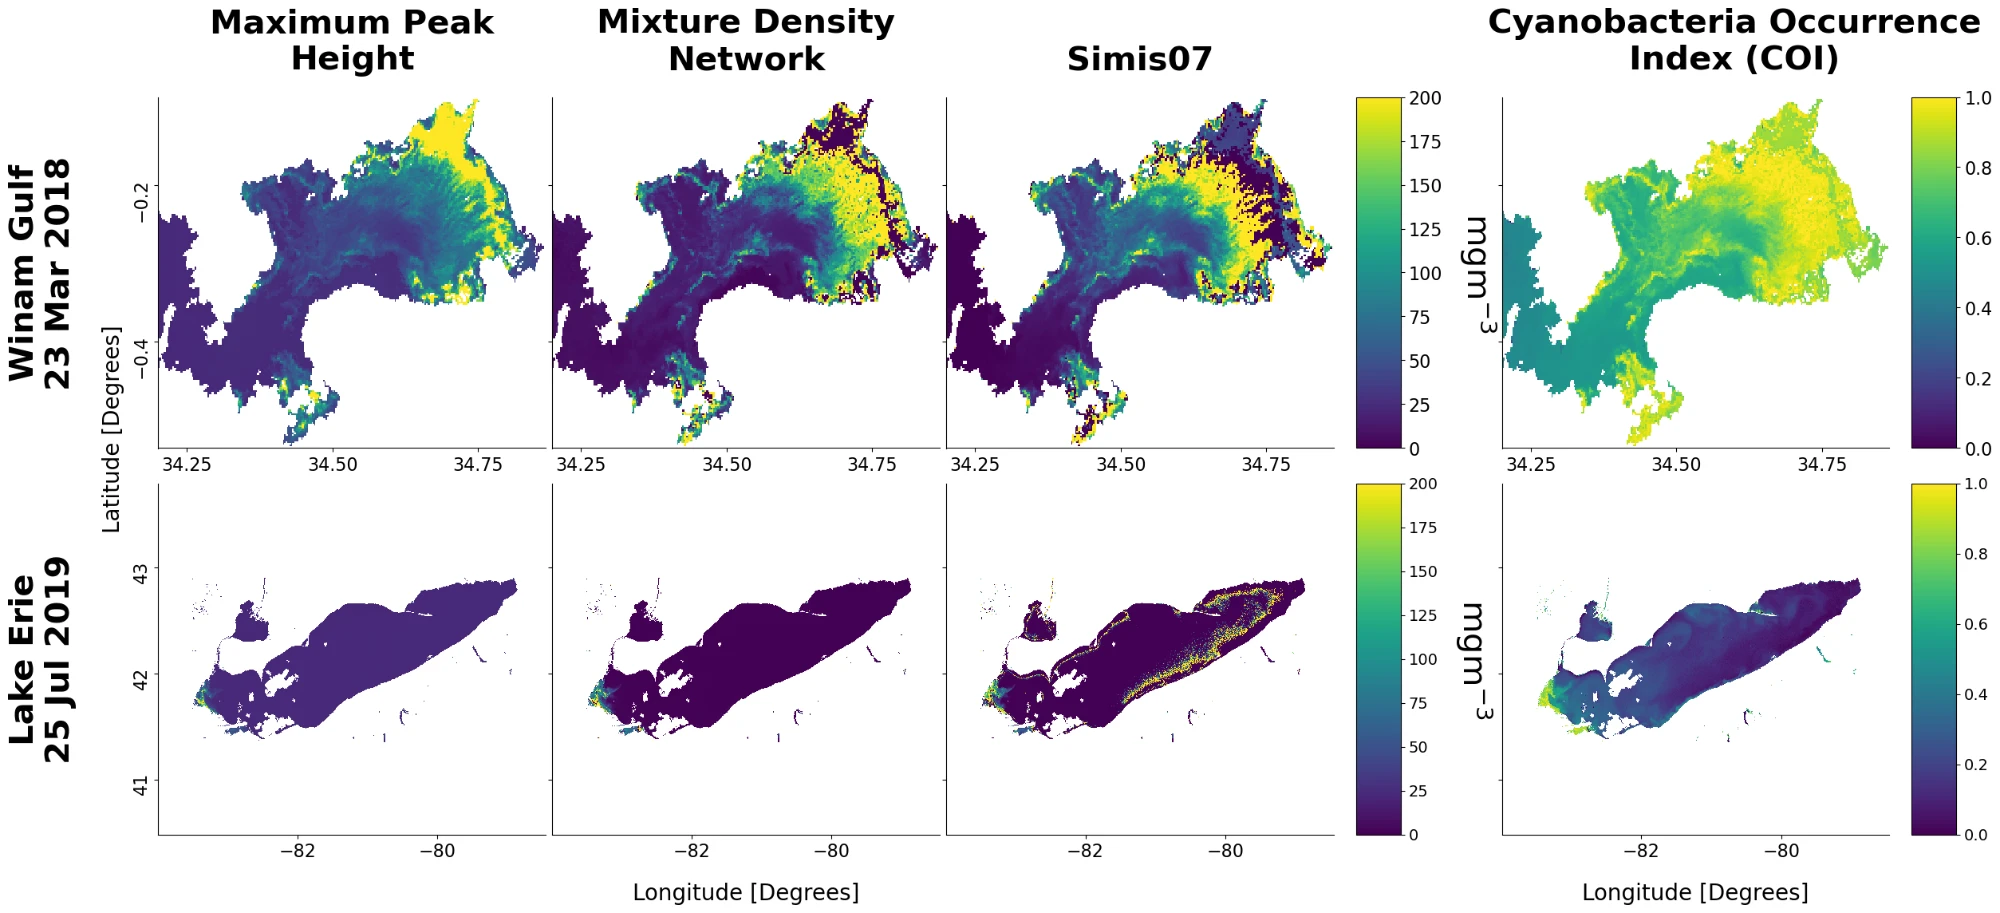 Maximum Peak
Height
Mixture Density
Network
Simis07
Cyanobacteria Occurrence
Index (COI)
Winam Gulf
23 Mar 2018
Lake Erie
25 Jul 2019
Latitude [Degrees]
−0.2
−0.4
34.25 34.50 34.75
34.25 34.50 34.75
34.25 34.50 34.75
200
175
150
125
100
75
50
25
0
mgm⁻³
34.25 34.50 34.75
1.0
0.8
0.6
0.4
0.2
0.0
43
42
41
−82 −80
−82 −80
−82 −80
200
175
150
125
100
75
50
25
0
mgm⁻³
−82 −80
1.0
0.8
0.6
0.4
0.2
0.0
Longitude [Degrees]
Longitude [Degrees]